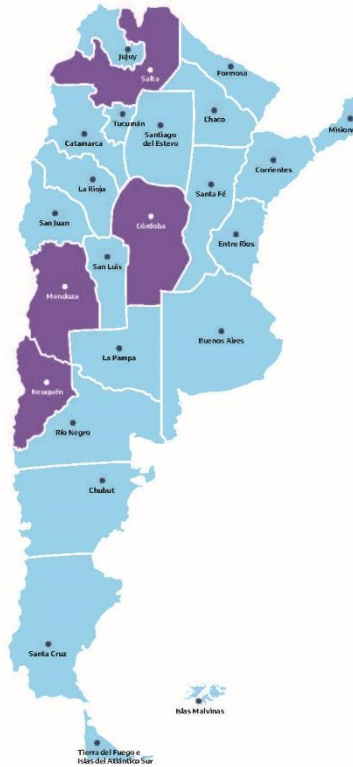 Jujuy
Salta
Formosa
Tucumán
Santiago
del Estero
Chaco
Catamarca
Misiones
Corrientes
La Rioja
Santa Fé
San Juan
Córdoba
Entre Ríos
San Luis
Mendoza
Buenos Aires
La Pampa
Neuquén
Río Negro
Chubut
Santa Cruz
Islas Malvinas
Tierra del Fuego e
Islas del Atlántico Sur